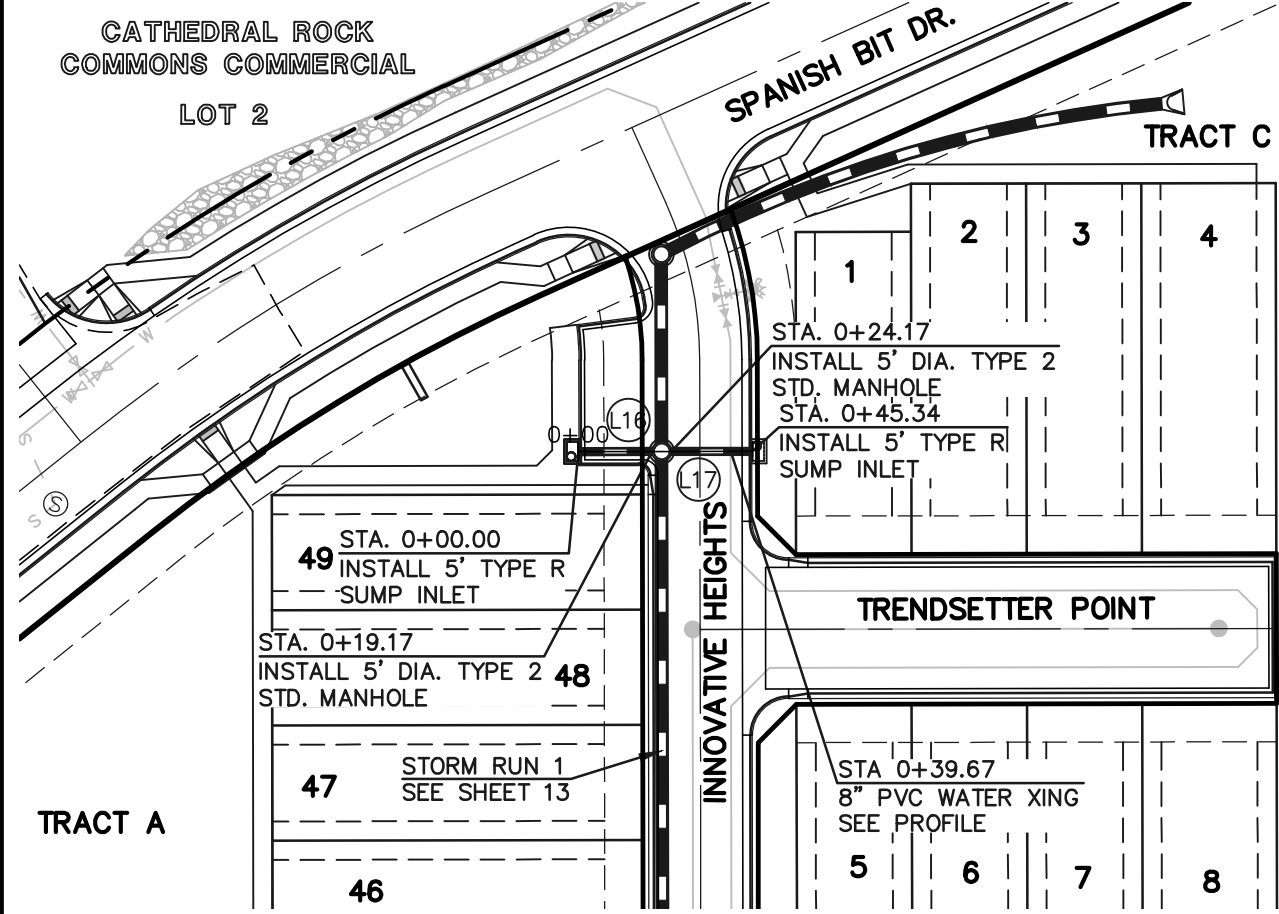 CATHEDRAL ROCK
COMMONS COMMERCIAL
LOT 2
SPANISH BIT DR.
TRACT C
1
2
3
4
STA. 0+24.17
INSTALL 5' DIA. TYPE 2
STD. MANHOLE
STA. 0+45.34
INSTALL 5' TYPE R
SUMP INLET
W
W
W
S
S
S
L16
0+00
L17
49
STA. 0+00.00
INSTALL 5' TYPE R
SUMP INLET
INNOVATIVE HEIGHTS
TRENDSETTER POINT
STA. 0+19.17
INSTALL 5' DIA. TYPE 2
STD. MANHOLE
48
47
STORM RUN 1
SEE SHEET 13
STA 0+39.67
8" PVC WATER XING
SEE PROFILE
TRACT A
46
5
6
7
8